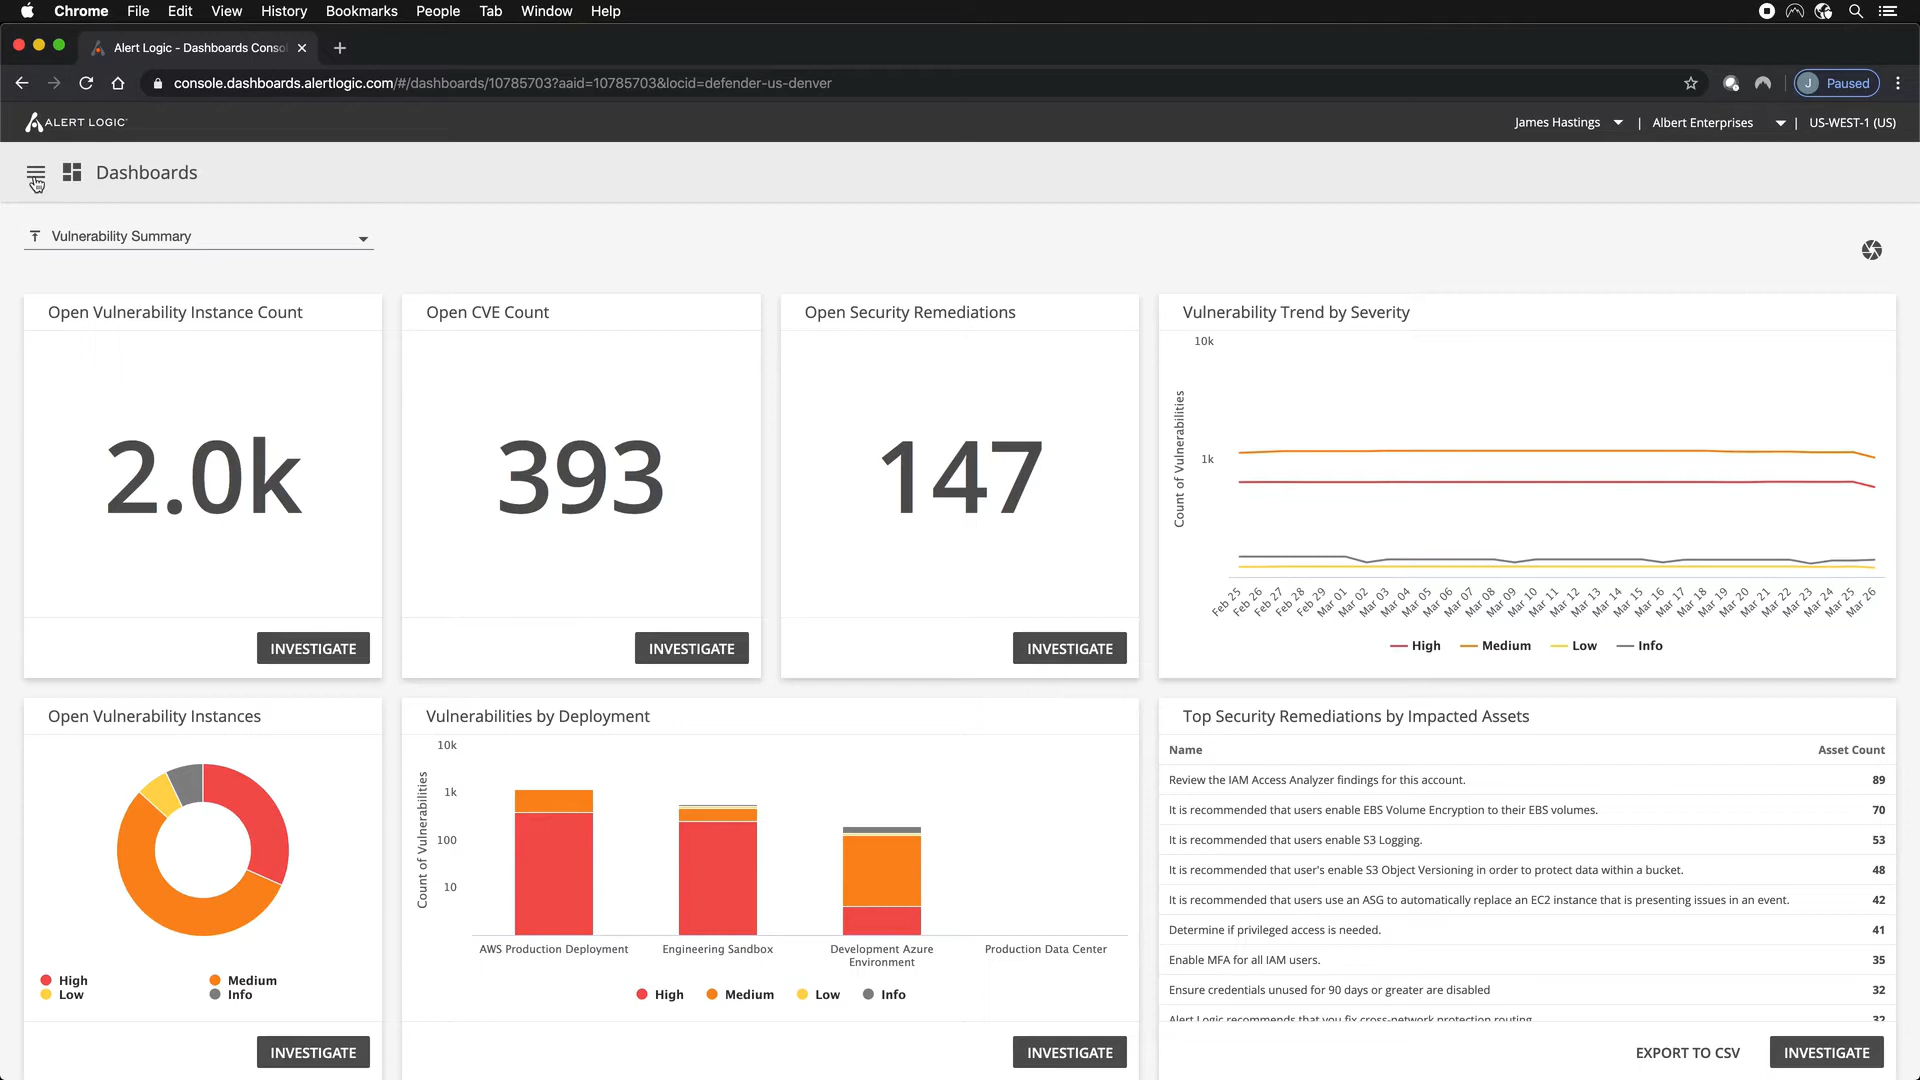 Chrome File Edit View History Bookmarks People Tab Window Help
Alert Logic - Dashboards Conso
console.dashboards.alertlogic.com/#/dashboards/10785703?aaid=10785703&locid=defender-us-denver
J Paused
ALERT LOGIC
James Hastings | Albert Enterprises | US-WEST-1 (US)
Dashboards
Vulnerability Summary
Open Vulnerability Instance Count
2.0k
INVESTIGATE
Open CVE Count
393
INVESTIGATE
Open Security Remediations
147
INVESTIGATE
Vulnerability Trend by Severity
10k
1k
Count of Vulnerabilities
Feb 25 Feb 26 Feb 27 Feb 28 Feb 29 Mar 01 Mar 02 Mar 03 Mar 04 Mar 05 Mar 06 Mar 07 Mar 08 Mar 09 Mar 10 Mar 11 Mar 12 Mar 13 Mar 14 Mar 15 Mar 16 Mar 17 Mar 18 Mar 19 Mar 20 Mar 21 Mar 22 Mar 23 Mar 24 Mar 25 Mar 26
High Medium Low Info
Open Vulnerability Instances
High Medium
Low Info
INVESTIGATE
Vulnerabilities by Deployment
10k
1k
100
10
Count of Vulnerabilities
AWS Production Deployment
Engineering Sandbox
Development Azure
Environment
Production Data Center
High Medium Low Info
INVESTIGATE
Top Security Remediations by Impacted Assets
Name Asset Count
Review the IAM Access Analyzer findings for this account. 89
It is recommended that users enable EBS Volume Encryption to their EBS volumes. 70
It is recommended that users enable S3 Logging. 53
It is recommended that user's enable S3 Object Versioning in order to protect data within a bucket. 48
It is recommended that users use an ASG to automatically replace an EC2 instance that is presenting issues in an event. 42
Determine if privileged access is needed. 41
Enable MFA for all IAM users. 35
Ensure credentials unused for 90 days or greater are disabled 32
Alert Logic recommends that you fix cross-network protection routing 32
EXPORT TO CSV INVESTIGATE